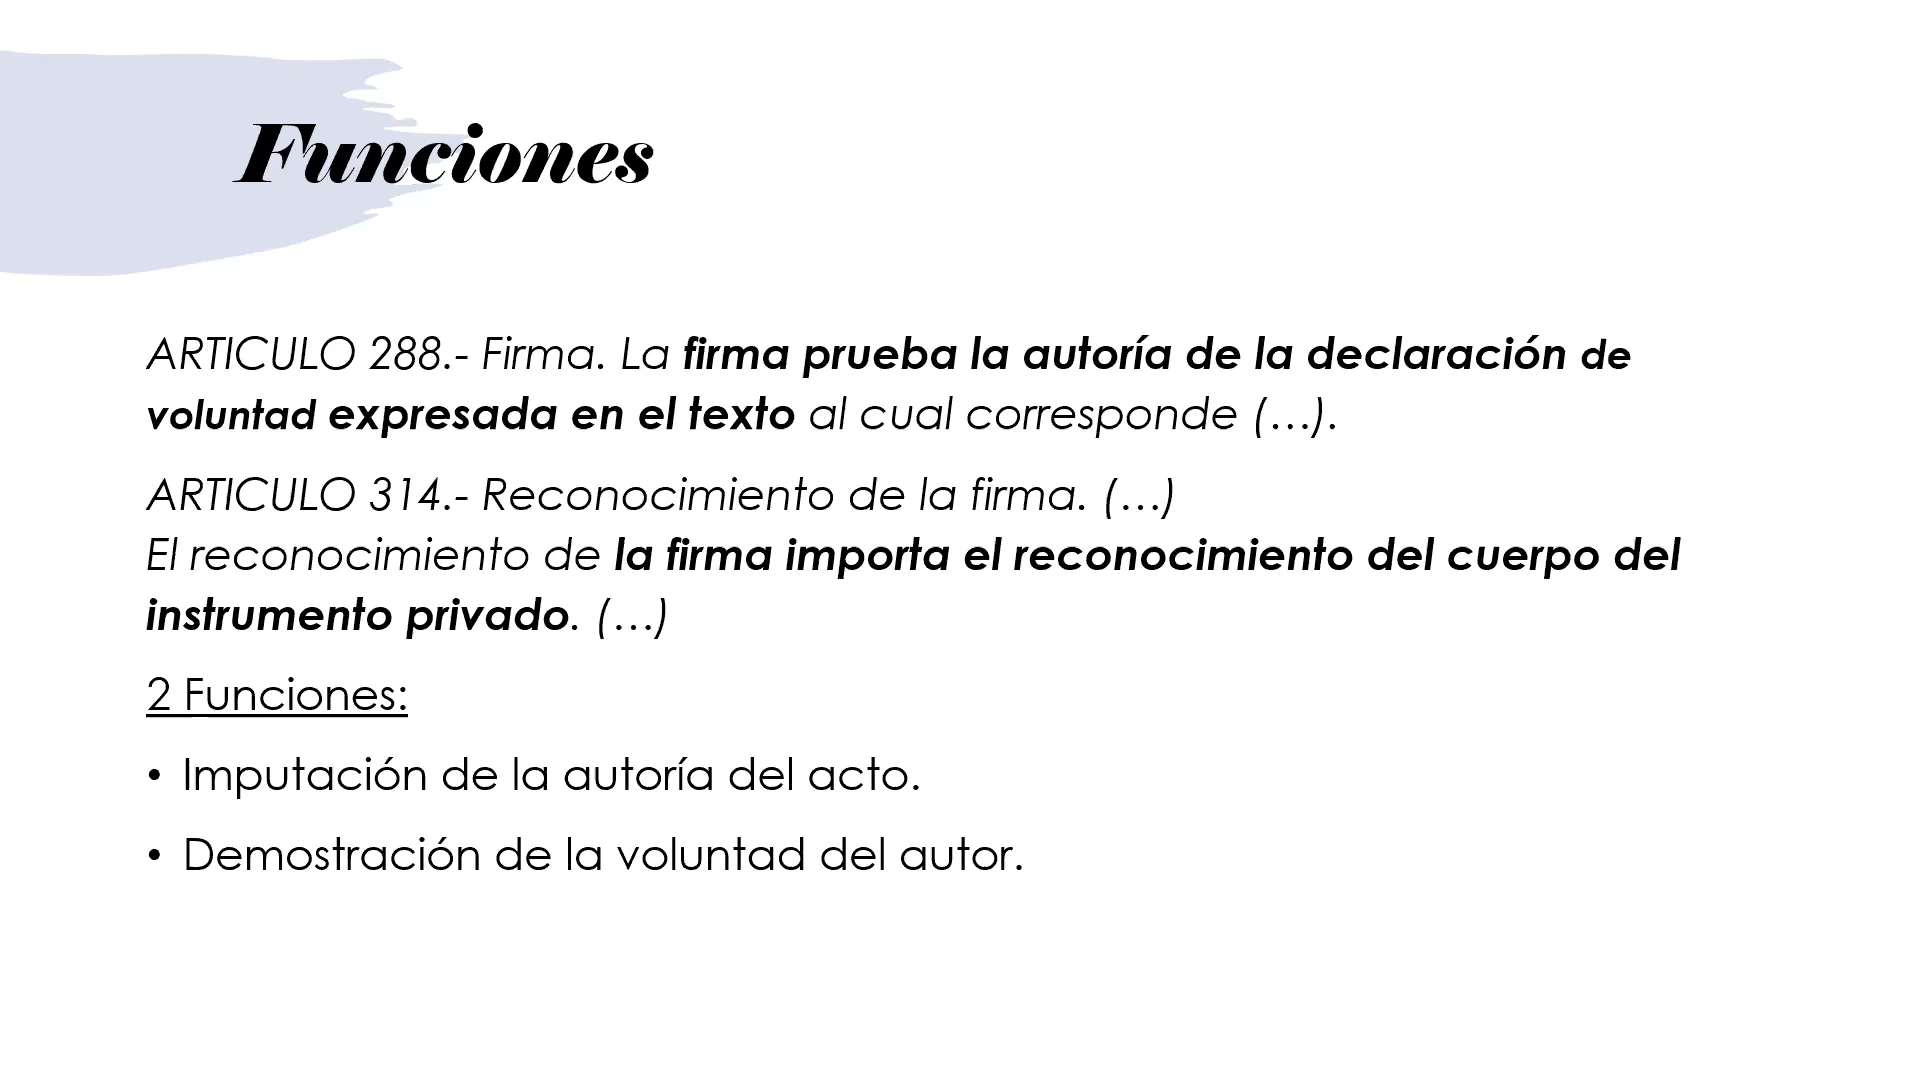 Funciones
ARTICULO 288.- Firma. La firma prueba la autoría de la declaración de
voluntad expresada en el texto al cual corresponde (…).
ARTICULO 314.- Reconocimiento de la firma. (…)
El reconocimiento de la firma importa el reconocimiento del cuerpo del
instrumento privado. (…)
2 Funciones:
• Imputación de la autoría del acto.
• Demostración de la voluntad del autor.